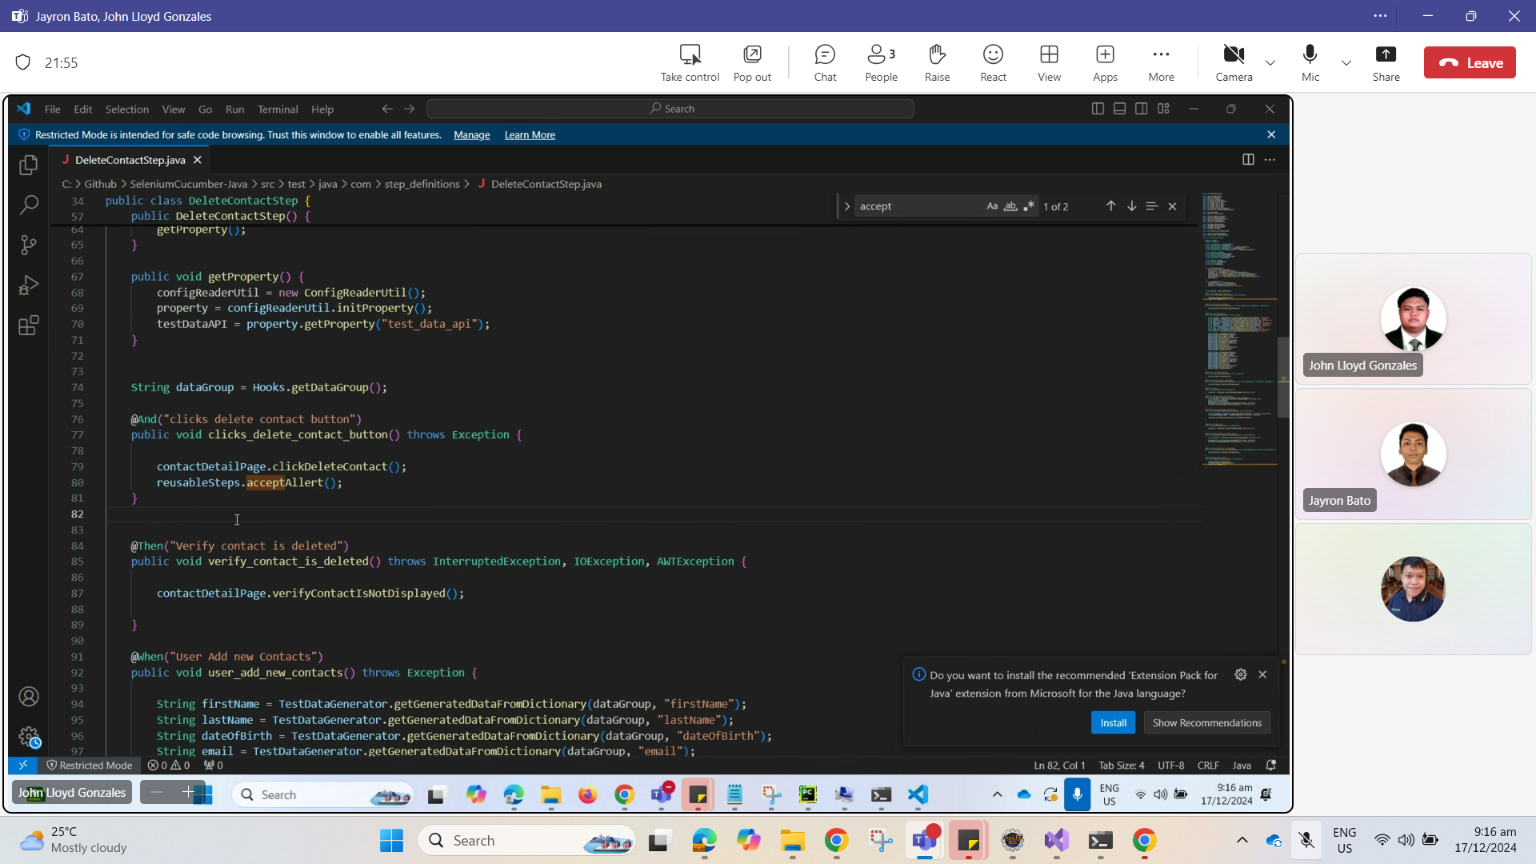 Jayron Bato, John Lloyd Gonzales
21:55
Take control
Pop out
Chat
3
People
Raise
React
View
Apps
More
Camera
Mic
Share
Leave
File Edit Selection View Go Run Terminal Help
Search
Restricted Mode is intended for safe code browsing. Trust this window to enable all features. Manage Learn More
J DeleteContactStep.java
C: > Github > SeleniumCucumber-Java > src > test > java > com > step_definitions > J DeleteContactStep.java
accept Aa ab 1 of 2
34 public class DeleteContactStep {
57 public DeleteContactStep() {
64 getProperty();
65 }
66
67 public void getProperty() {
68 configReaderUtil = new ConfigReaderUtil();
69 property = configReaderUtil.initProperty();
70 testDataAPI = property.getProperty("test_data_api");
71 }
72
73
74 String dataGroup = Hooks.getDataGroup();
75
76 @And("clicks delete contact button")
77 public void clicks_delete_contact_button() throws Exception {
78
79 contactDetailPage.clickDeleteContact();
80 reusableSteps.acceptAllert();
81 }
82
83
84 @Then("Verify contact is deleted")
85 public void verify_contact_is_deleted() throws InterruptedException, IOException, AWTException {
86
87 contactDetailPage.verifyContactIsNotDisplayed();
88
89 }
90
91 @When("User Add new Contacts")
92 public void user_add_new_contacts() throws Exception {
93
94 String firstName = TestDataGenerator.getGeneratedDataFromDictionary(dataGroup, "firstName");
95 String lastName = TestDataGenerator.getGeneratedDataFromDictionary(dataGroup, "lastName");
96 String dateOfBirth = TestDataGenerator.getGeneratedDataFromDictionary(dataGroup, "dateOfBirth");
97 String email = TestDataGenerator.getGeneratedDataFromDictionary(dataGroup, "email");
Do you want to install the recommended 'Extension Pack for
Java' extension from Microsoft for the Java language?
Install
Show Recommendations
Restricted Mode 0 0 0
Ln 82, Col 1 Tab Size: 4 UTF-8 CRLF Java
John Lloyd Gonzales
Search
ENG
US
9:16 am
17/12/2024
John Lloyd Gonzales
Jayron Bato
25°C
Mostly cloudy
Search
ENG
US
9:16 am
17/12/2024